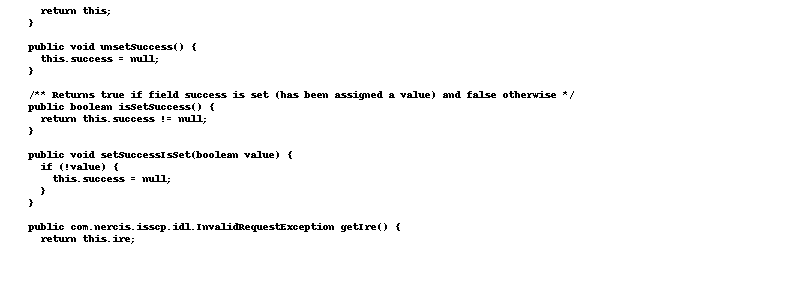 return this;
}
public void unsetSuccess() {
this.success = null;
}
/** Returns true if field success is set (has been assigned a value) and false otherwise */
public boolean isSetSuccess() {
return this.success != null;
}
public void setSuccessIsSet(boolean value) {
if (!value) {
this.success = null;
}
}
public com.nercis.isscp.idl.InvalidRequestException getIre() {
return this.ire;